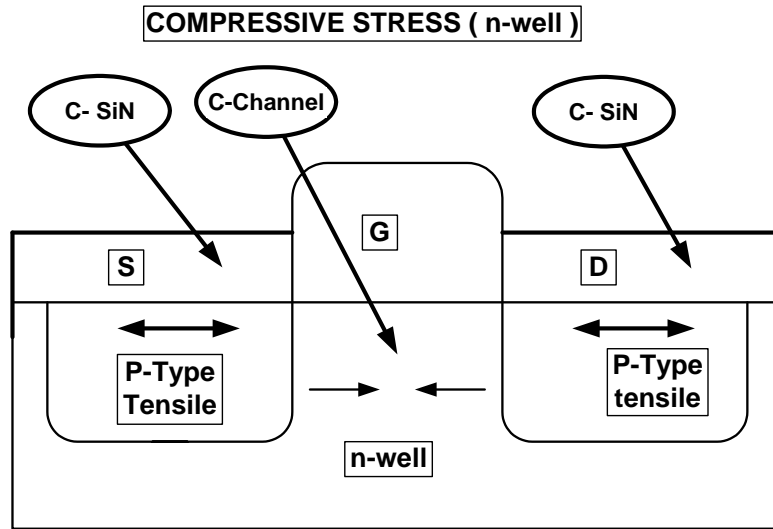 COMPRESSIVE STRESS ( n-well )
C- SiN
C-Channel
C- SiN
G
S
D
P-Type
Tensile
P-Type
tensile
n-well